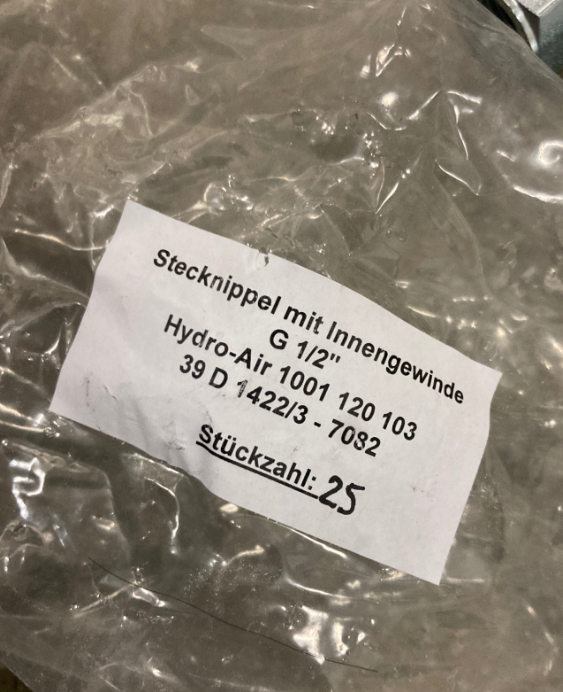 Stecknippel mit Innengewinde
G 1/2"
Hydro-Air 1001 120 103
39 D 1422/3 - 7082
Stückzahl: 25